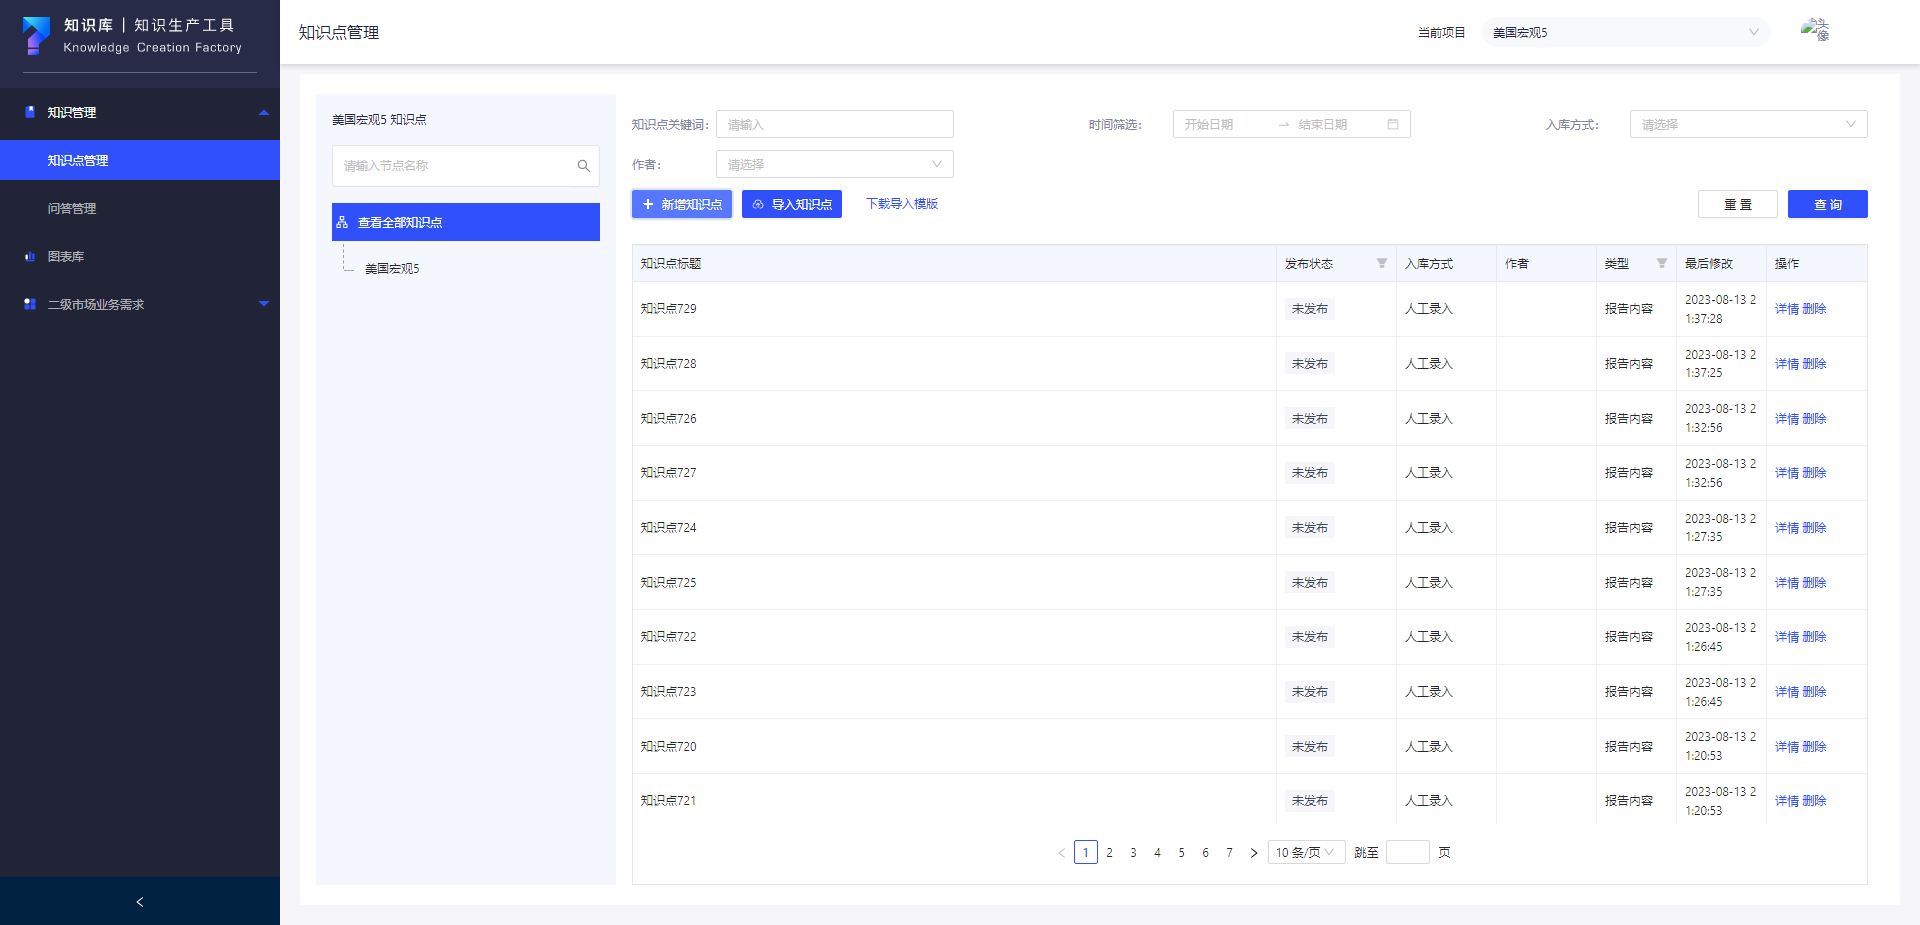 知识库 | 知识生产工具
Knowledge Creation Factory
知识管理
知识点管理
问答管理
图表库
二级市场业务需求
知识点管理
当前项目 美国宏观5
头像
美国宏观5 知识点
请输入节点名称
查看全部知识点
美国宏观5
知识点关键词: 请输入 时间筛选: 开始日期 结束日期 入库方式: 请选择
作者: 请选择
新增知识点 导入知识点 下载导入模版 重 置 查 询
知识点标题 发布状态 入库方式 作者 类型 最后修改 操作
知识点729 未发布 人工录入 报告内容 2023-08-13 2
1:37:28 详情 删除
知识点728 未发布 人工录入 报告内容 2023-08-13 2
1:37:25 详情 删除
知识点726 未发布 人工录入 报告内容 2023-08-13 2
1:32:56 详情 删除
知识点727 未发布 人工录入 报告内容 2023-08-13 2
1:32:56 详情 删除
知识点724 未发布 人工录入 报告内容 2023-08-13 2
1:27:35 详情 删除
知识点725 未发布 人工录入 报告内容 2023-08-13 2
1:27:35 详情 删除
知识点722 未发布 人工录入 报告内容 2023-08-13 2
1:26:45 详情 删除
知识点723 未发布 人工录入 报告内容 2023-08-13 2
1:26:45 详情 删除
知识点720 未发布 人工录入 报告内容 2023-08-13 2
1:20:53 详情 删除
知识点721 未发布 人工录入 报告内容 2023-08-13 2
1:20:53 详情 删除
< 1 2 3 4 5 6 7 > 10 条/页 跳至 页
<